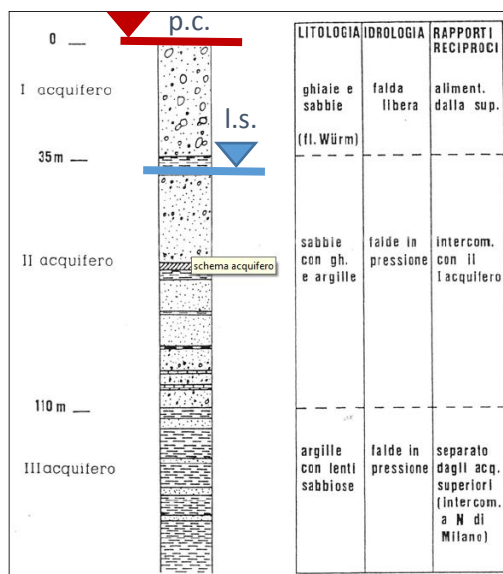 p.c.
0
I acquifero
l.s.
35m
II acquifero
schema acquifero
110 m
III acquifero
LITOLOGIA IDROLOGIA RAPPORTI
RECIPROCI
ghiaie e falda aliment.
sabbie libera dalla sup.
(fl. Würm)
sabbie falde in intercom.
con gh. pressione con il
e argille I acquifero
argille falde in separato
con lenti pressione dagli acq.
sabbiose superiori
(intercom.
a N di
Milano)